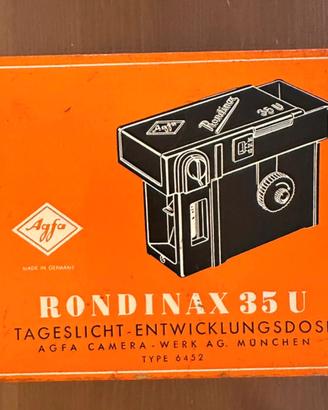 Agfa
Rondinax
35 U
Agfa
MADE IN GERMANY
RONDINAX 35 U
TAGESLICHT-ENTWICKLUNGSDOSE
AGFA CAMERA-WERK AG. MÜNCHEN
TYPE 6452